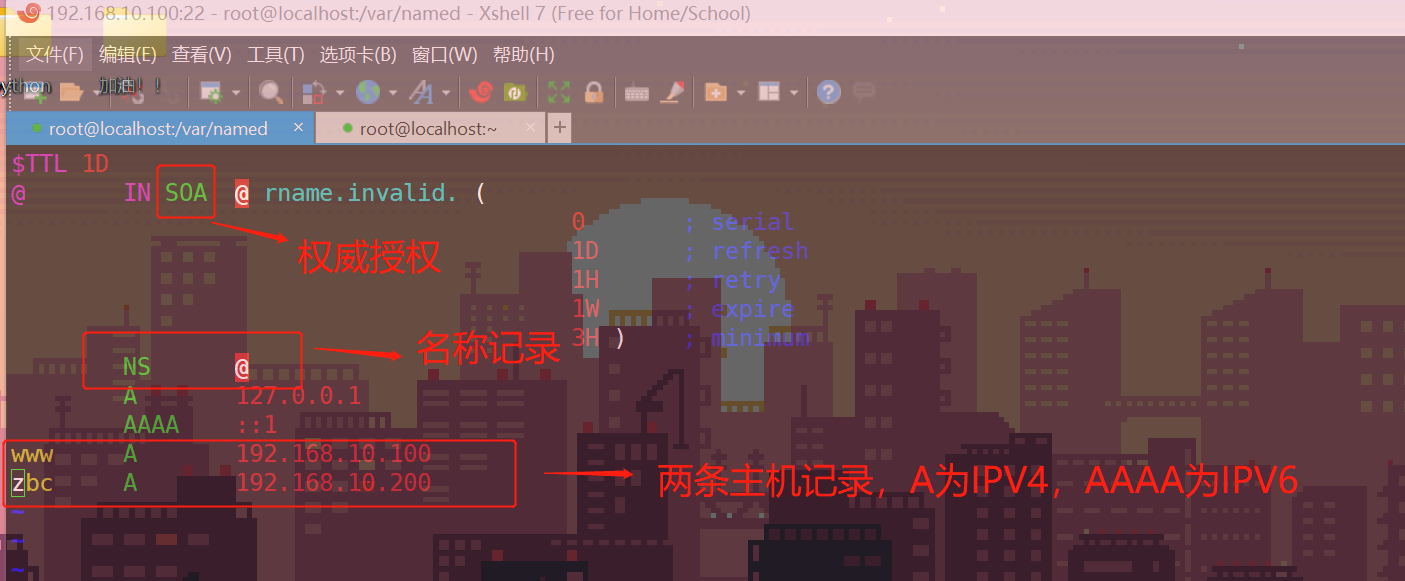 192.168.10.100:22 - root@localhost:/var/named - Xshell 7 (Free for Home/School)
文件(F) 编辑(E) 查看(V) 工具(T) 选项卡(B) 窗口(W) 帮助(H)
ython 加油！！
root@localhost:/var/named × root@localhost:~ × +
$TTL 1D
@ IN SOA @ rname.invalid. (
0 ; serial
权威授权
1D ; refresh
1H ; retry
1W ; expire
3H ) ; minimum
名称记录
NS @
A 127.0.0.1
AAAA ::1
www A 192.168.10.100
zbc A 192.168.10.200
两条主机记录，A为IPV4，AAAA为IPV6
~
~
~